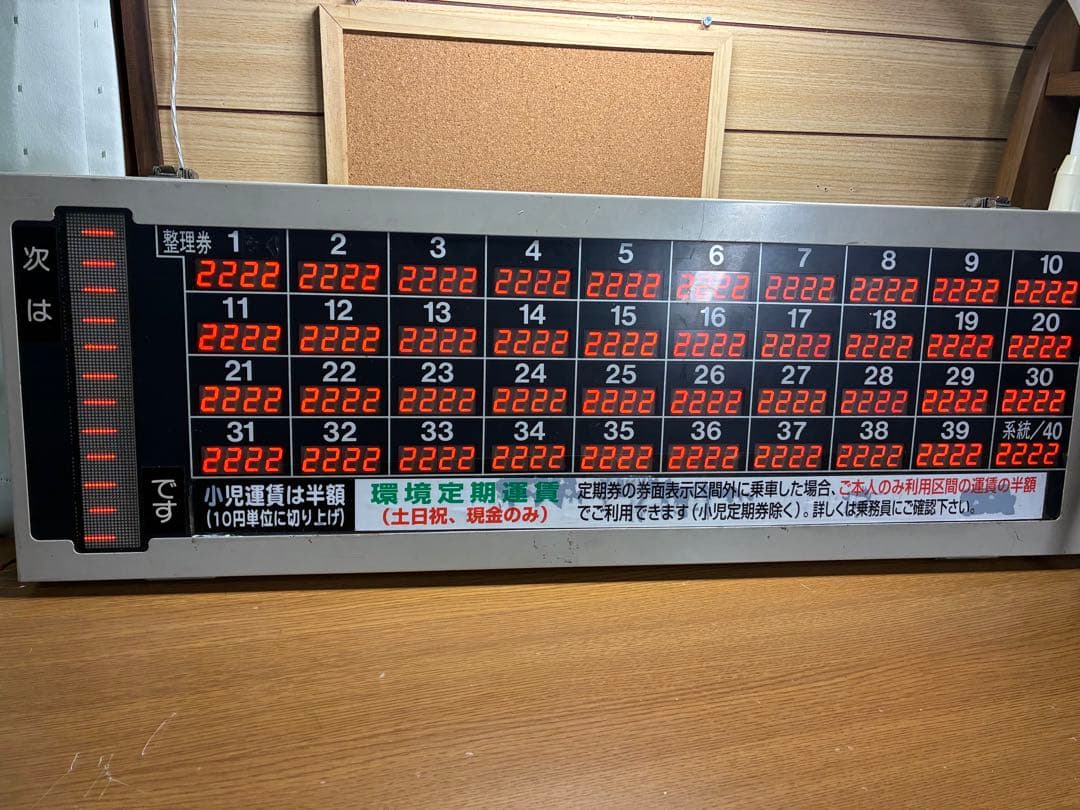 次は
整理券 1 2 3 4 5 6 7 8 9 10
2222 2222 2222 2222 2222 2222 2222 2222 2222 2222
11 12 13 14 15 16 17 18 19 20
2222 2222 2222 2222 2222 2222 2222 2222 2222 2222
21 22 23 24 25 26 27 28 29 30
2222 2222 2222 2222 2222 2222 2222 2222 2222 2222
31 32 33 34 35 36 37 38 39 系統/40
2222 2222 2222 2222 2222 2222 2222 2222 2222 2222
です
小児運賃は半額
(10円単位に切り上げ)
環境定期運賃
(土日祝、現金のみ)
定期券の券面表示区間外に乗車した場合、ご本人のみ利用区間の運賃の半額
でご利用できます(小児定期券除く)。詳しくは乗務員にご確認下さい。